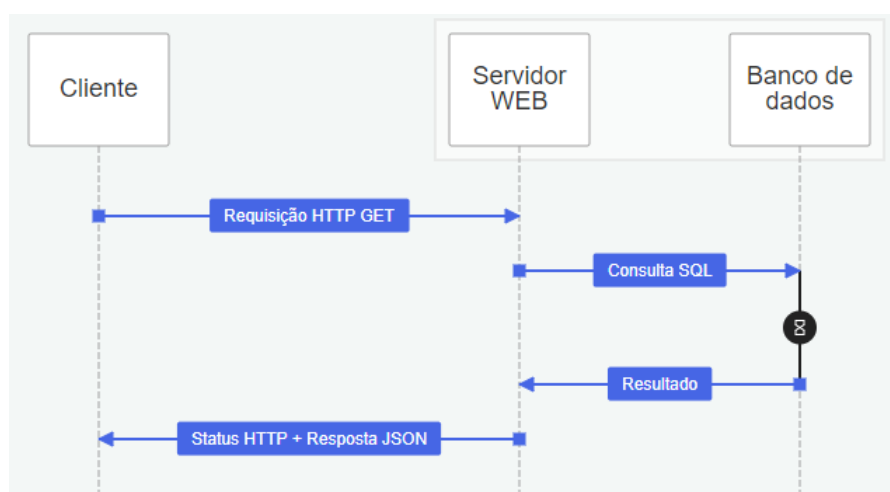 Cliente
Servidor
WEB
Banco de
dados
Requisição HTTP GET
Consulta SQL
Resultado
Status HTTP + Resposta JSON